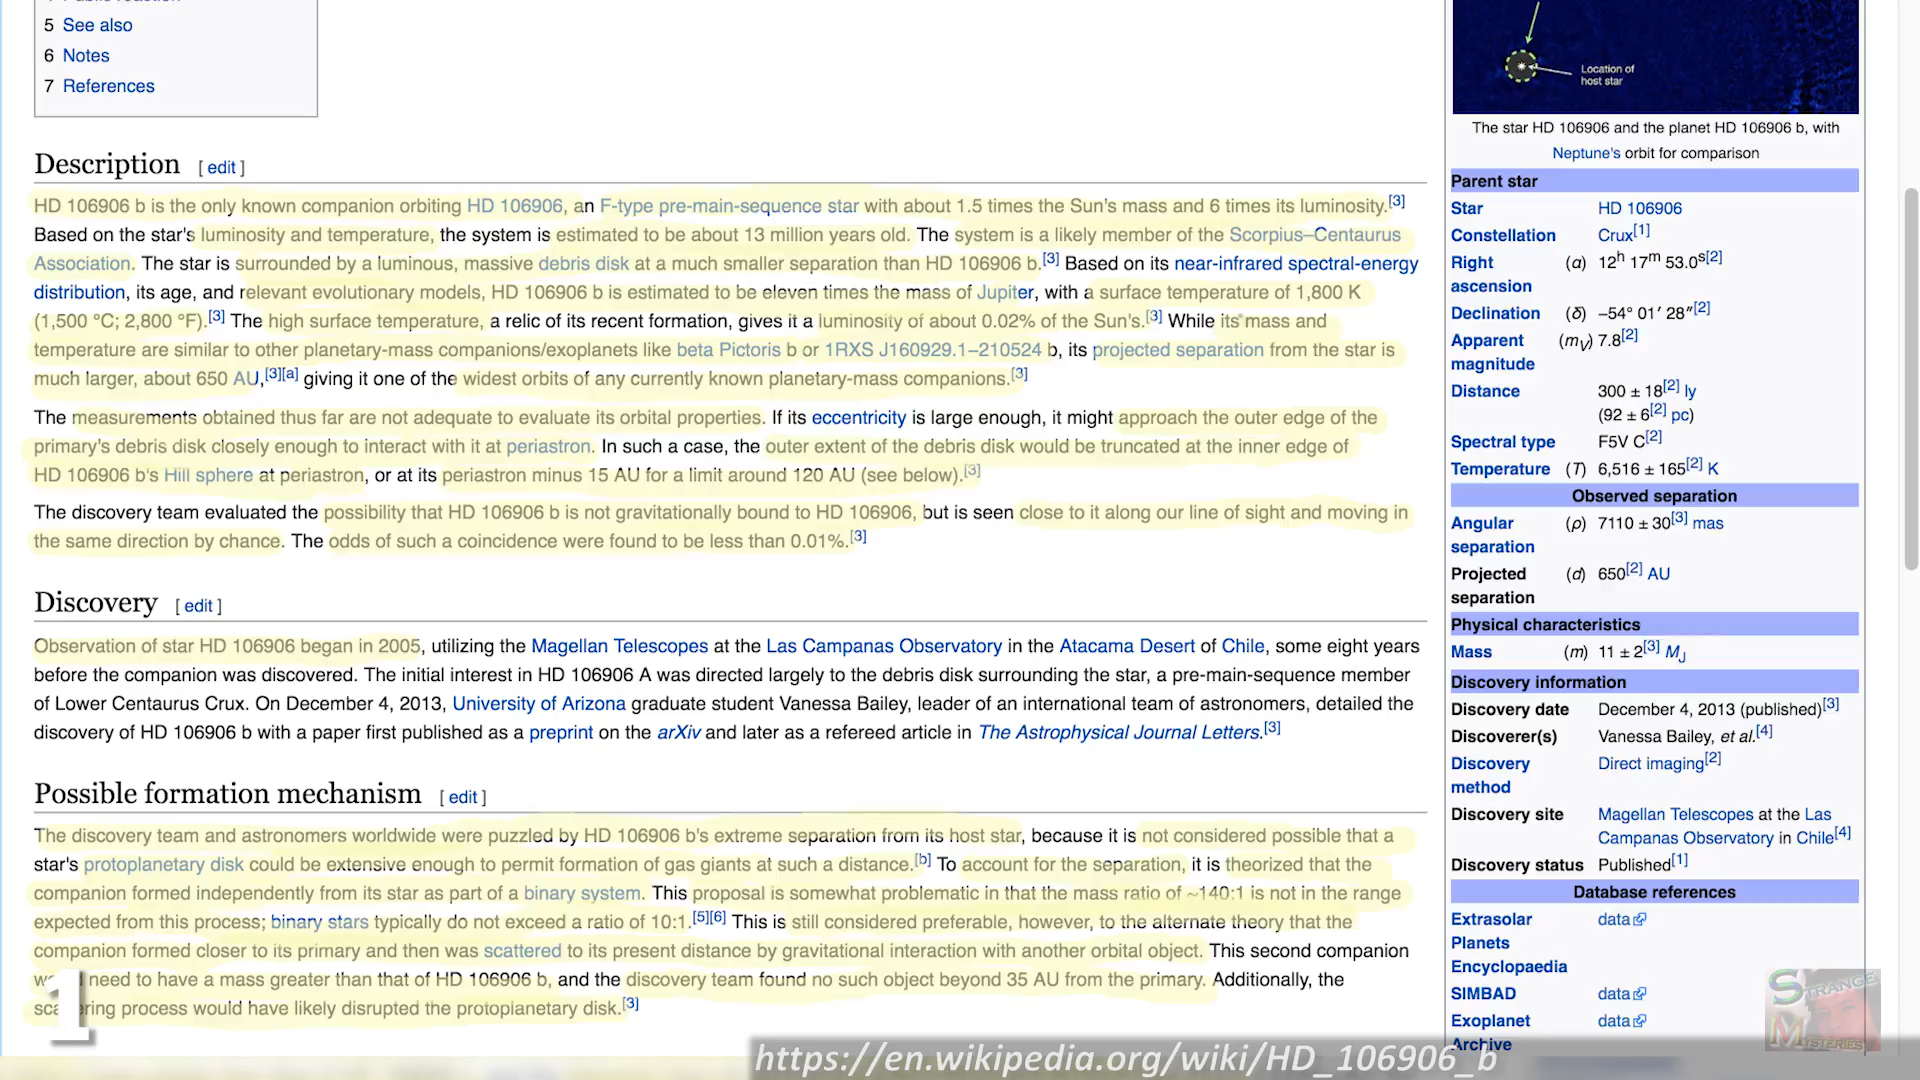 5 See also
6 Notes
7 References
Description [ edit ]
HD 106906 b is the only known companion orbiting HD 106906, an F-type pre-main-sequence star with about 1.5 times the Sun's mass and 6 times its luminosity.[3]
Based on the star's luminosity and temperature, the system is estimated to be about 13 million years old. The system is a likely member of the Scorpius–Centaurus
Association. The star is surrounded by a luminous, massive debris disk at a much smaller separation than HD 106906 b.[3] Based on its near-infrared spectral-energy
distribution, its age, and relevant evolutionary models, HD 106906 b is estimated to be eleven times the mass of Jupiter, with a surface temperature of 1,800 K
(1,500 °C; 2,800 °F).[3] The high surface temperature, a relic of its recent formation, gives it a luminosity of about 0.02% of the Sun's.[3] While its mass and
temperature are similar to other planetary-mass companions/exoplanets like beta Pictoris b or 1RXS J160929.1−210524 b, its projected separation from the star is
much larger, about 650 AU,[3][a] giving it one of the widest orbits of any currently known planetary-mass companions.[3]
The measurements obtained thus far are not adequate to evaluate its orbital properties. If its eccentricity is large enough, it might approach the outer edge of the
primary's debris disk closely enough to interact with it at periastron. In such a case, the outer extent of the debris disk would be truncated at the inner edge of
HD 106906 b's Hill sphere at periastron, or at its periastron minus 15 AU for a limit around 120 AU (see below).[3]
The discovery team evaluated the possibility that HD 106906 b is not gravitationally bound to HD 106906, but is seen close to it along our line of sight and moving in
the same direction by chance. The odds of such a coincidence were found to be less than 0.01%.[3]
Discovery [ edit ]
Observation of star HD 106906 began in 2005, utilizing the Magellan Telescopes at the Las Campanas Observatory in the Atacama Desert of Chile, some eight years
before the companion was discovered. The initial interest in HD 106906 A was directed largely to the debris disk surrounding the star, a pre-main-sequence member
of Lower Centaurus Crux. On December 4, 2013, University of Arizona graduate student Vanessa Bailey, leader of an international team of astronomers, detailed the
discovery of HD 106906 b with a paper first published as a preprint on the arXiv and later as a refereed article in The Astrophysical Journal Letters.[3]
Possible formation mechanism [ edit ]
The discovery team and astronomers worldwide were puzzled by HD 106906 b's extreme separation from its host star, because it is not considered possible that a
star's protoplanetary disk could be extensive enough to permit formation of gas giants at such a distance.[b] To account for the separation, it is theorized that the
companion formed independently from its star as part of a binary system. This proposal is somewhat problematic in that the mass ratio of ~140:1 is not in the range
expected from this process; binary stars typically do not exceed a ratio of 10:1.[5][6] This is still considered preferable, however, to the alternate theory that the
companion formed closer to its primary and then was scattered to its present distance by gravitational interaction with another orbital object. This second companion
need to have a mass greater than that of HD 106906 b, and the discovery team found no such object beyond 35 AU from the primary. Additionally, the
process would have likely disrupted the protoplanetary disk.[3]
1
Location of
host star
The star HD 106906 and the planet HD 106906 b, with
Neptune's orbit for comparison
Parent star
Star HD 106906
Constellation Crux[1]
Right ascension (α) 12h 17m 53.0s[2]
Declination (δ) −54° 01′ 28″[2]
Apparent magnitude (mV) 7.8[2]
Distance 300 ± 18[2] ly
(92 ± 6[2] pc)
Spectral type F5V C[2]
Temperature (T) 6,516 ± 165[2] K
Observed separation
Angular separation (ρ) 7110 ± 30[3] mas
Projected separation (d) 650[2] AU
Physical characteristics
Mass (m) 11 ± 2[3] MJ
Discovery information
Discovery date December 4, 2013 (published)[3]
Discoverer(s) Vanessa Bailey, et al.[4]
Discovery method Direct imaging[2]
Discovery site Magellan Telescopes at the Las
Campanas Observatory in Chile[4]
Discovery status Published[1]
Database references
Extrasolar Planets Encyclopaedia data
SIMBAD data
Exoplanet Archive data
STRANGE
MYSTERIES
https://en.wikipedia.org/wiki/HD_106906_b